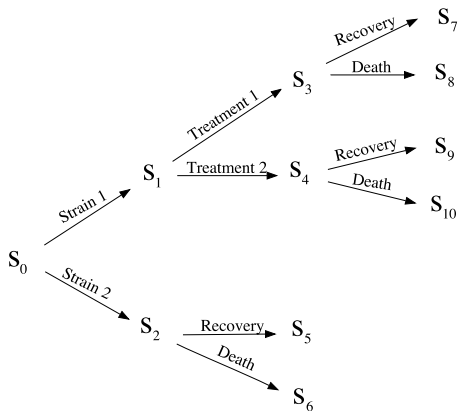 Recovery
S7
Death
S8
Treatment 1
S3
Recovery
S9
Treatment 2
S1
S4
Death
S10
Strain 1
S0
Strain 2
S2
Recovery
S5
Death
S6